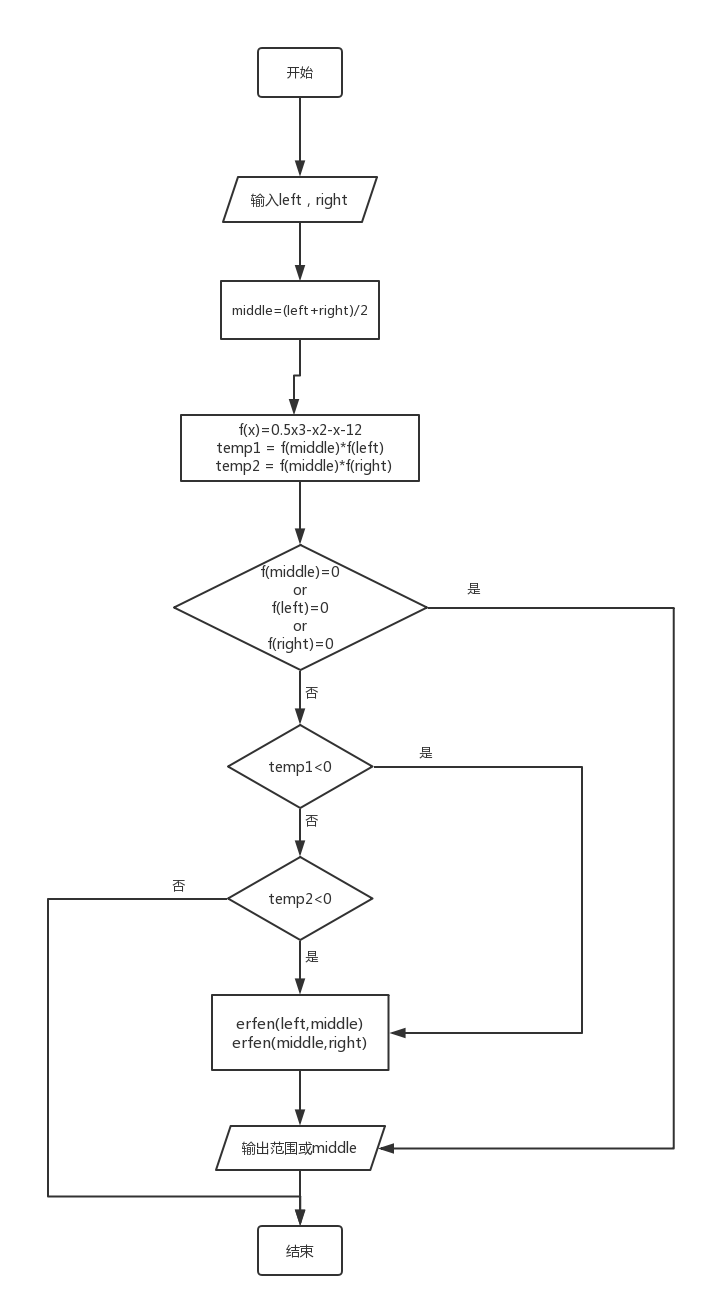 开始
输入left，right
middle=(left+right)/2
f(x)=0.5x3-x2-x-12
temp1 = f(middle)*f(left)
temp2 = f(middle)*f(right)
f(middle)=0
or
f(left)=0
or
f(right)=0
是
否
temp1<0
是
否
temp2<0
否
是
erfen(left,middle)
erfen(middle,right)
输出范围或middle
结束